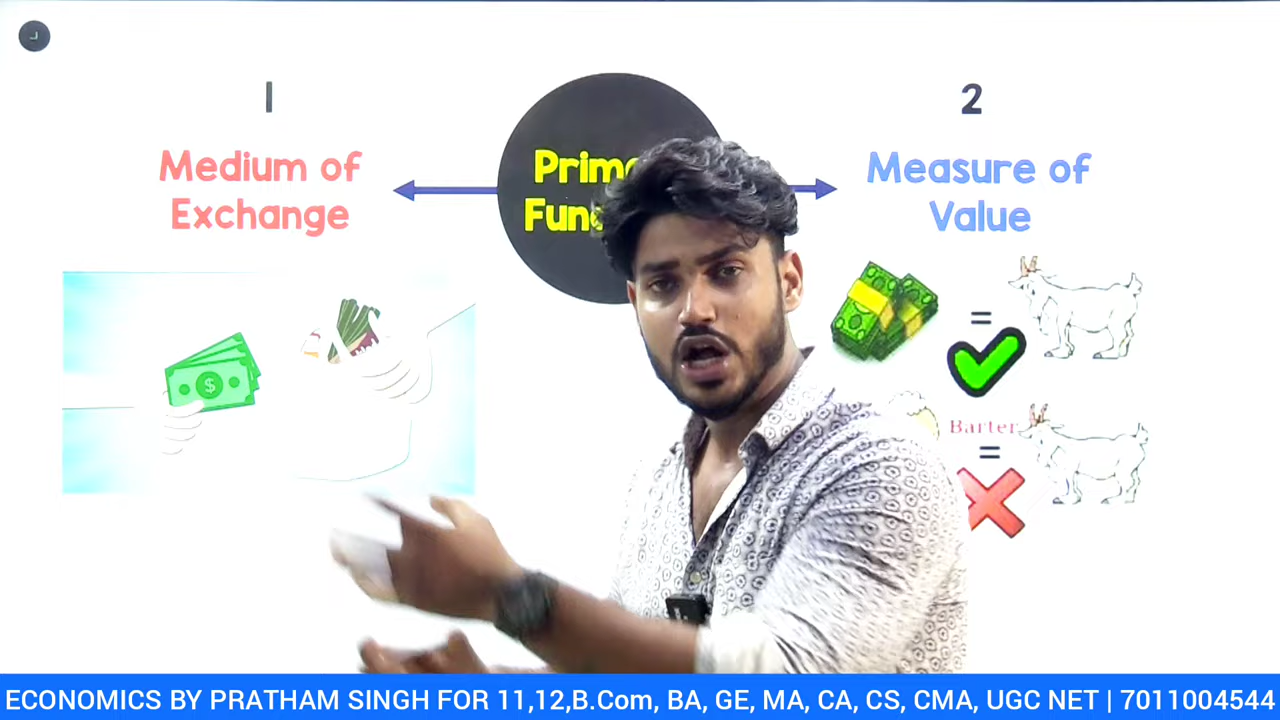 1
Medium of
Exchange
2
Measure of
Value
=
Barter
=
ECONOMICS BY PRATHAM SINGH FOR 11,12,B.Com, BA, GE, MA, CA, CS, CMA, UGC NET | 7011004544